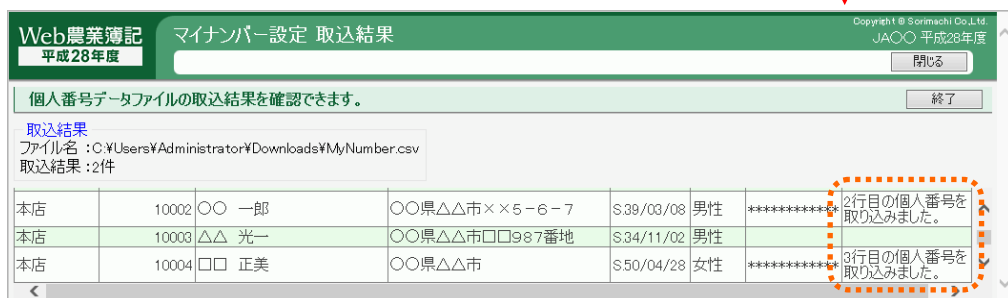 Web農業簿記
平成28年度
マイナンバー設定 取込結果
Copyright © Sorimachi Co.,Ltd.
JA〇〇 平成28年度
閉じる
個人番号データファイルの取込結果を確認できます。
終了
取込結果
ファイル名 :C:¥Users¥Administrator¥Downloads¥MyNumber.csv
取込結果 :2件
本店 10002 〇〇 一郎 〇〇県△△市××5-6-7 S.39/03/08 男性 ************ 2行目の個人番号を
取り込みました。
本店 10003 △△ 光一 〇〇県△△市□□987番地 S.34/11/02 男性
本店 10004 □□ 正美 〇〇県△△市 S.50/04/28 女性 ************ 3行目の個人番号を
取り込みました。